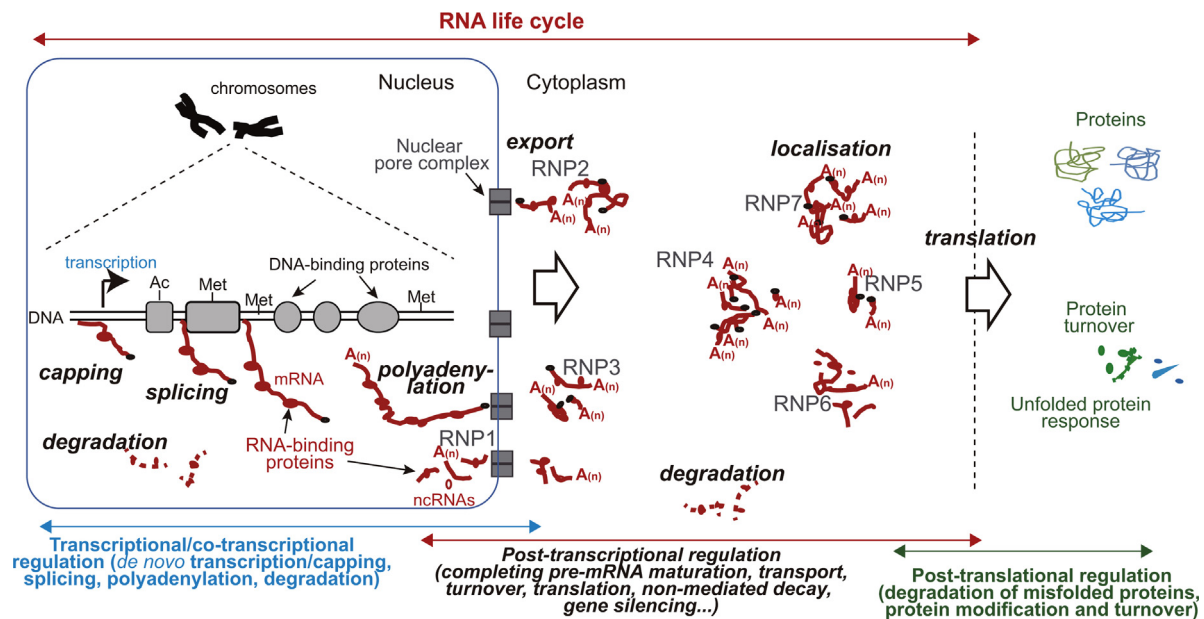 RNA life cycle
chromosomes
Nucleus
Cytoplasm
Nuclear
pore complex
export
RNP2
A(n)
A(n)
A(n)
localisation
A(n)
A(n)
RNP7
A(n)
A(n)
A(n)
Proteins
translation
transcription
DNA-binding proteins
Ac
Met
Met
Met
DNA
RNP4
A(n)
A(n)
A(n)
A(n)
A(n)
A(n)
A(n)
RNP5
A(n)
Protein
turnover
capping
splicing
mRNA
A(n)
polyadeny-
lation
RNP3
A(n)
A(n)
A(n)
A(n)
RNP6
Unfolded protein
response
degradation
RNA-binding
proteins
RNP1
A(n)
ncRNAs
A(n)
degradation
Transcriptional/co-transcriptional
regulation (de novo transcription/capping,
splicing, polyadenylation, degradation)
Post-transcriptional regulation
(completing pre-mRNA maturation, transport,
turnover, translation, non-mediated decay,
gene silencing...)
Post-translational regulation
(degradation of misfolded proteins,
protein modification and turnover)